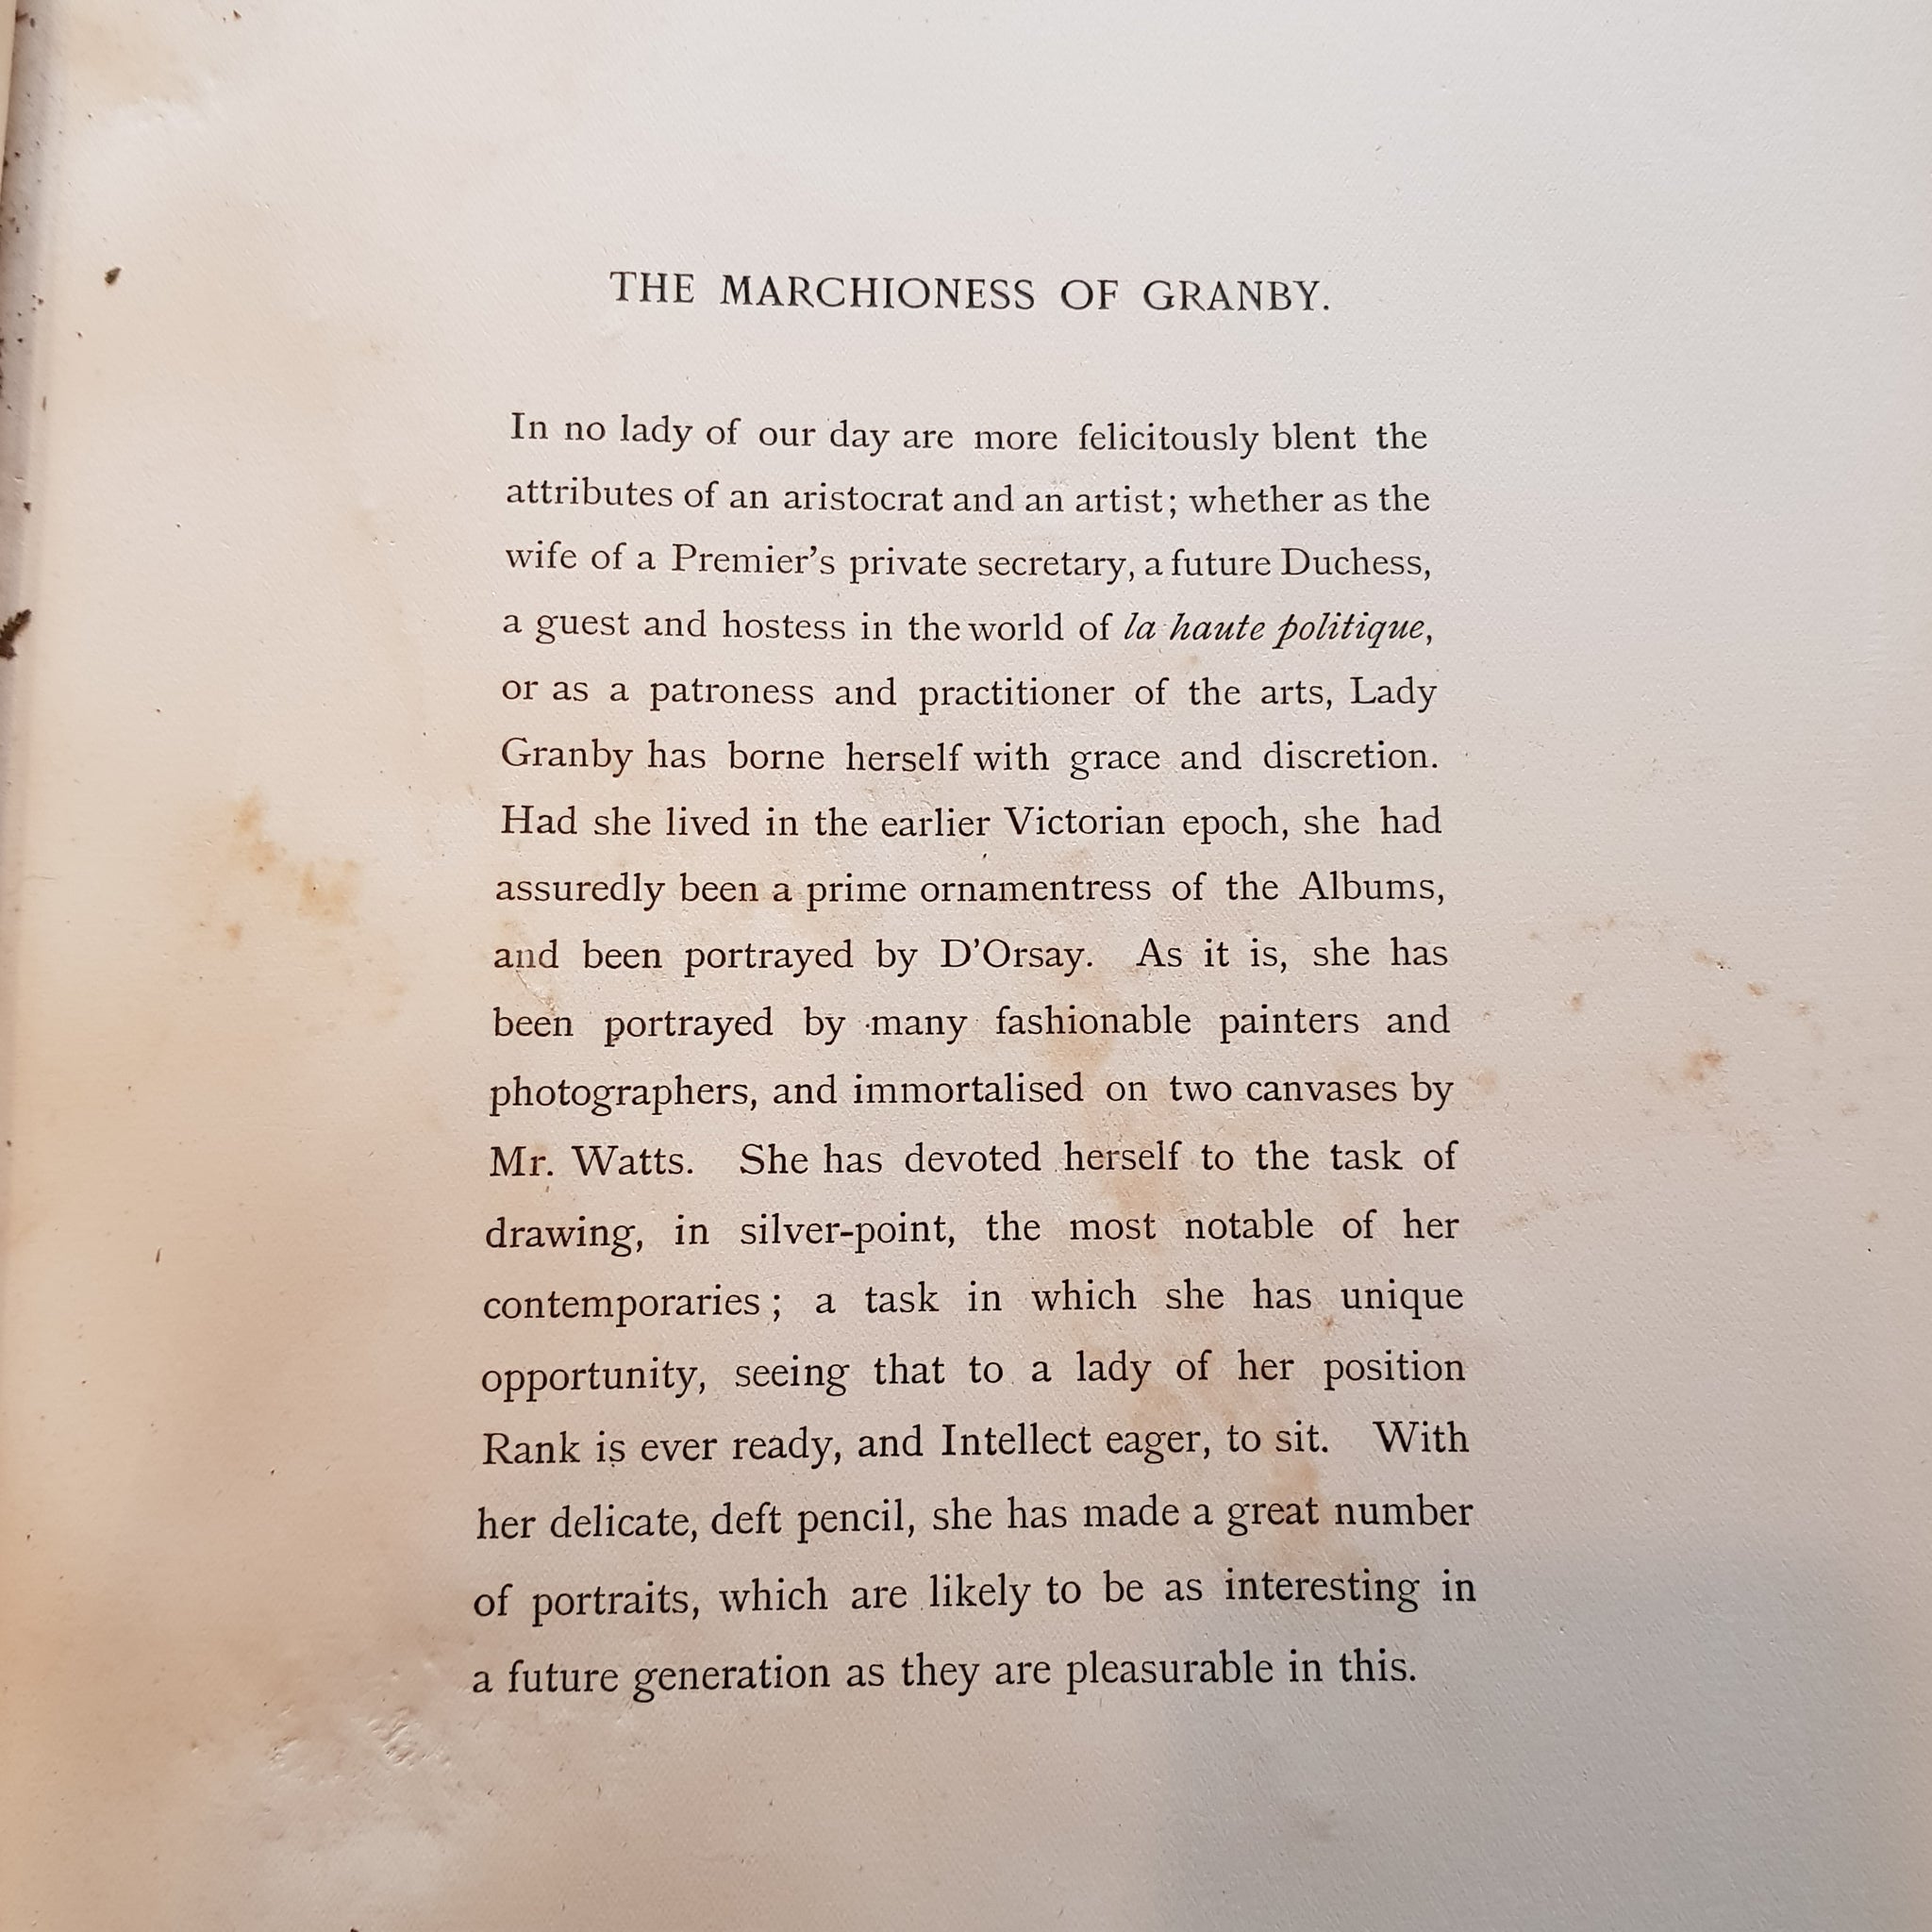 THE MARCHIONESS OF GRANBY.
In no lady of our day are more felicitously blent the
attributes of an aristocrat and an artist; whether as the
wife of a Premier's private secretary, a future Duchess,
a guest and hostess in the world of la haute politique,
or as a patroness and practitioner of the arts, Lady
Granby has borne herself with grace and discretion.
Had she lived in the earlier Victorian epoch, she had
assuredly been a prime ornamentress of the Albums,
and been portrayed by D'Orsay. As it is, she has
been portrayed by many fashionable painters and
photographers, and immortalised on two canvases by
Mr. Watts. She has devoted herself to the task of
drawing, in silver-point, the most notable of her
contemporaries; a task in which she has unique
opportunity, seeing that to a lady of her position
Rank is ever ready, and Intellect eager, to sit. With
her delicate, deft pencil, she has made a great number
of portraits, which are likely to be as interesting in
a future generation as they are pleasurable in this.